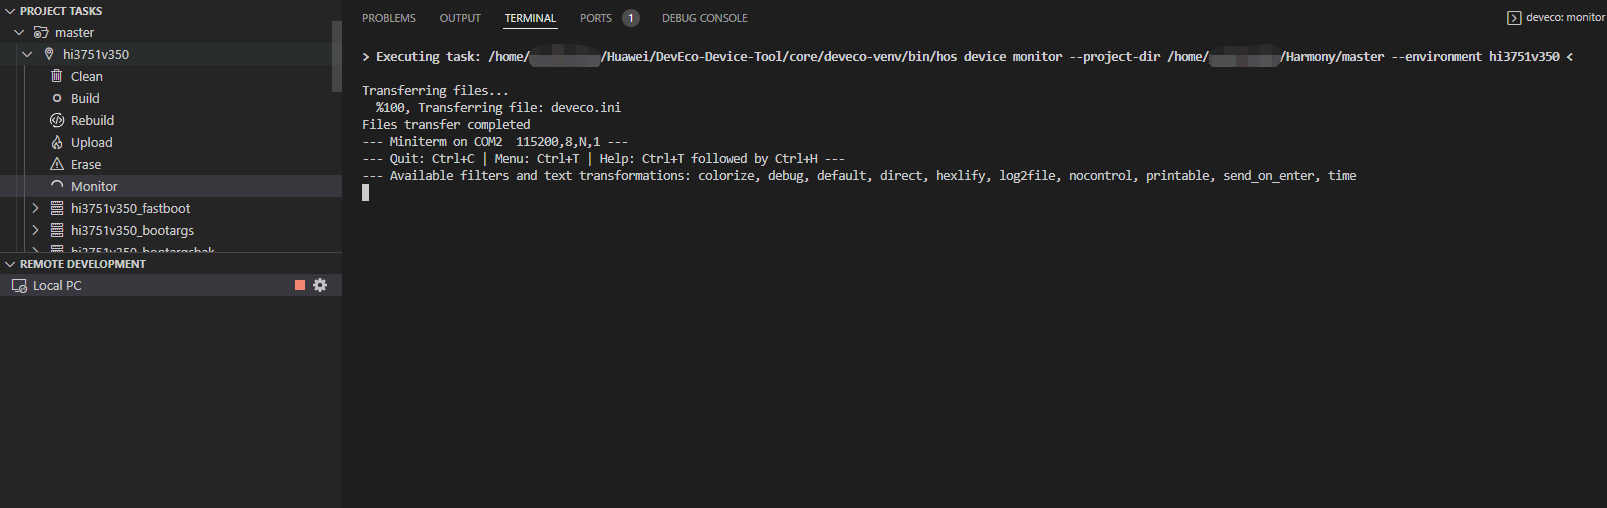 PROJECT TASKS
master
hi3751v350
Clean
Build
Rebuild
Upload
Erase
Monitor
hi3751v350_fastboot
hi3751v350_bootargs
hi3751v350_bootargsbak
REMOTE DEVELOPMENT
Local PC
PROBLEMS OUTPUT TERMINAL PORTS 1 DEBUG CONSOLE
deveco: monitor
> Executing task: /home/ /Huawei/DevEco-Device-Tool/core/deveco-venv/bin/hos device monitor --project-dir /home/ /Harmony/master --environment hi3751v350 <
Transferring files...
%100, Transferring file: deveco.ini
Files transfer completed
--- Miniterm on COM2  115200,8,N,1 ---
--- Quit: Ctrl+C | Menu: Ctrl+T | Help: Ctrl+T followed by Ctrl+H ---
--- Available filters and text transformations: colorize, debug, default, direct, hexlify, log2file, nocontrol, printable, send_on_enter, time